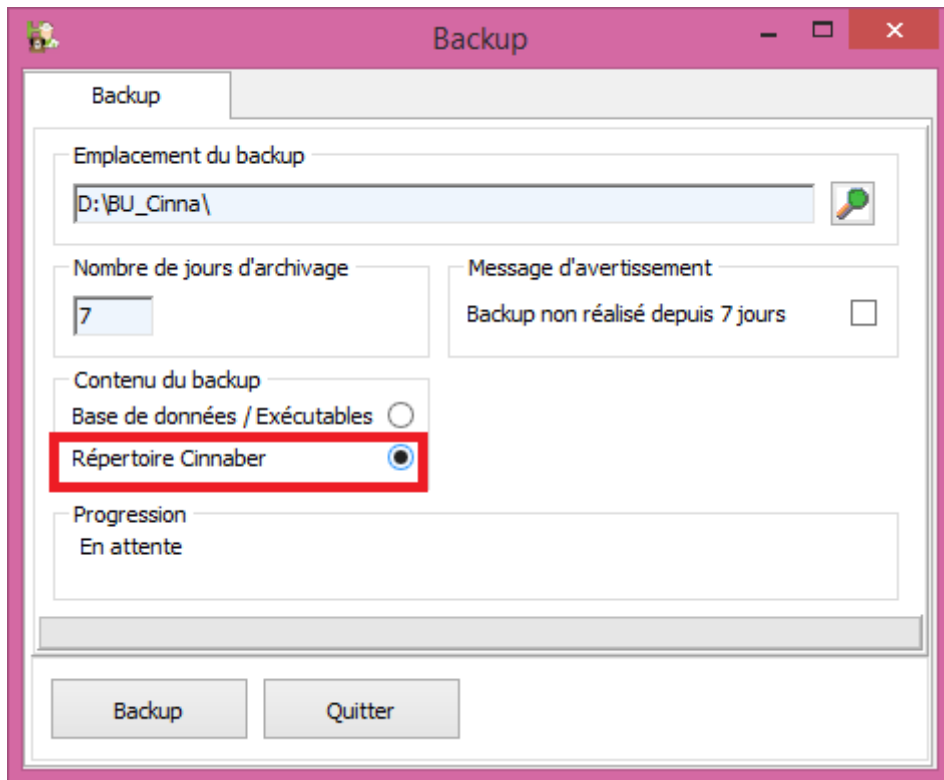 Backup
Backup
Emplacement du backup
D:\BU_Cinna\
Nombre de jours d'archivage
7
Message d'avertissement
Backup non réalisé depuis 7 jours
Contenu du backup
Base de données / Exécutables
Répertoire Cinnaber
Progression
En attente
Backup
Quitter